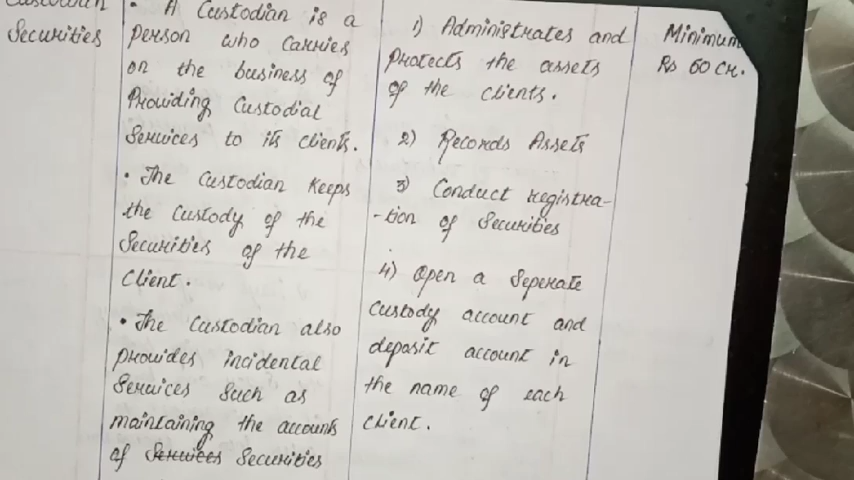 Securities
• A Custodian is a
person who carries
on the business of
Providing Custodial
Services to its clients.
• The Custodian keeps
the custody of the
Securities of the
Client.
• The Custodian also
provides incidental
Services such as
maintaining the accounts
of Services Securities
1) Administrates and
protects the assets
of the clients.
2) Records Assets
3) Conduct registra-
-tion of Securities
4) Open a Seperate
Custody account and
deposit account in
the name of each
client.
Minimum
Rs 50 Cr.